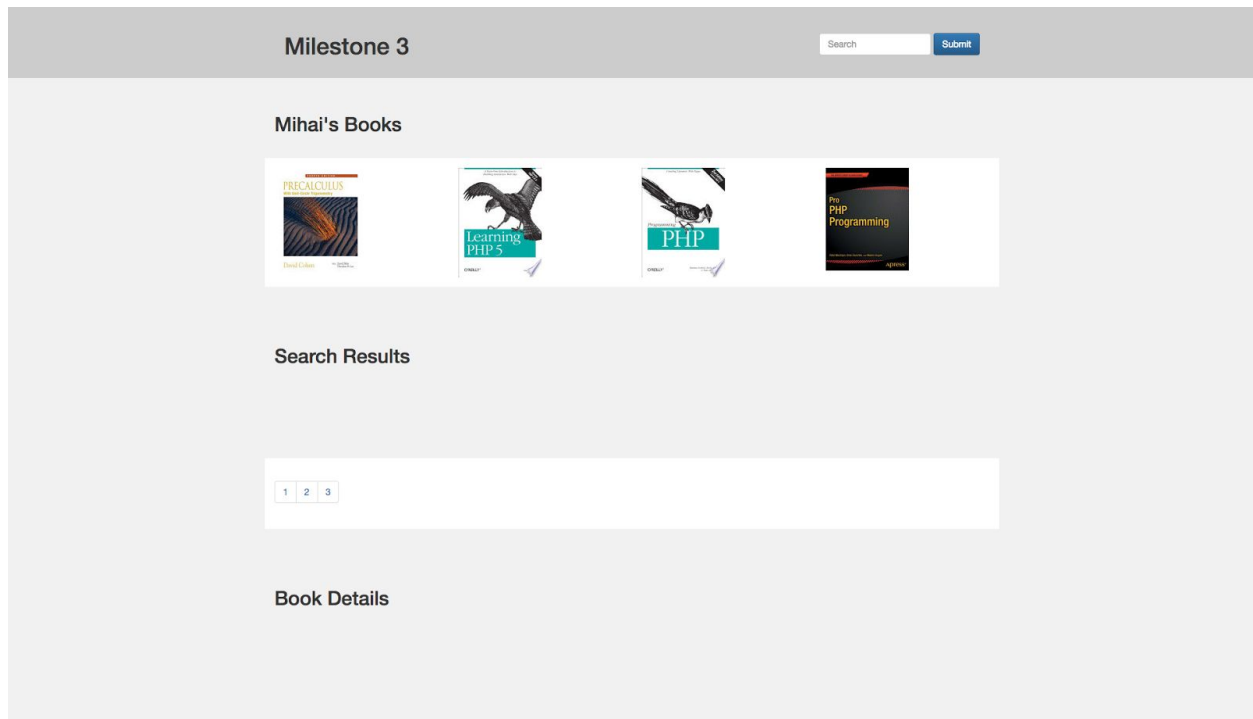 Milestone 3
Search
Submit
Mihai's Books
PRECALCULUS
David Cohen
Learning
PHP 5
O'REILLY
Programming
PHP
O'REILLY
Pro
PHP
Programming
apress
Search Results
1 2 3
Book Details